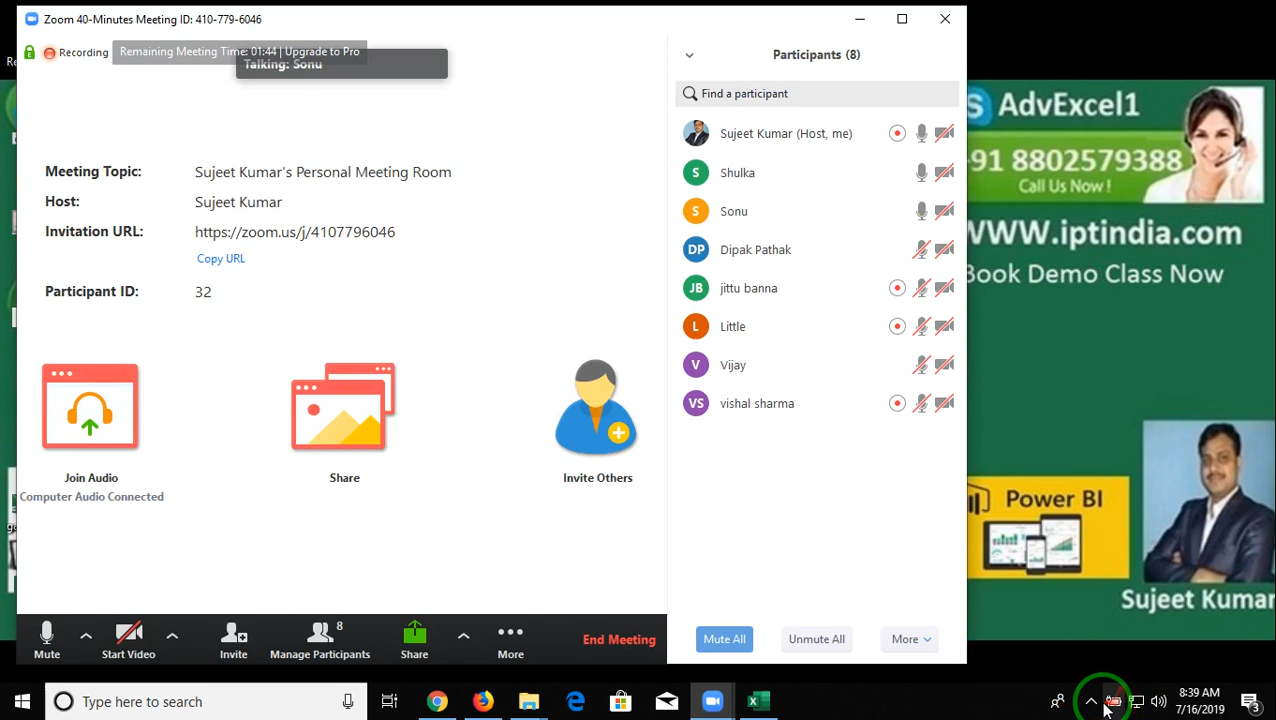 Zoom 40-Minutes Meeting ID: 410-779-6046
Recording
Remaining Meeting Time: 01:44 | Upgrade to Pro
Talking: Sonu
Meeting Topic: Sujeet Kumar's Personal Meeting Room
Host: Sujeet Kumar
Invitation URL: https://zoom.us/j/4107796046
Copy URL
Participant ID: 32
Join Audio
Computer Audio Connected
Share
Invite Others
Mute
Start Video
Invite
8
Manage Participants
Share
More
End Meeting
Participants (8)
Find a participant
Sujeet Kumar (Host, me)
S Shulka
S Sonu
DP Dipak Pathak
JB jittu banna
L Little
V Vijay
VS vishal sharma
Mute All
Unmute All
More
AdvExcel1
91 8802579388
Call Us Now !
WWW.iptindia.com
Book Demo Class Now
Power BI
Sujeet Kumar
Type here to search
8:39 AM
7/16/2019
3